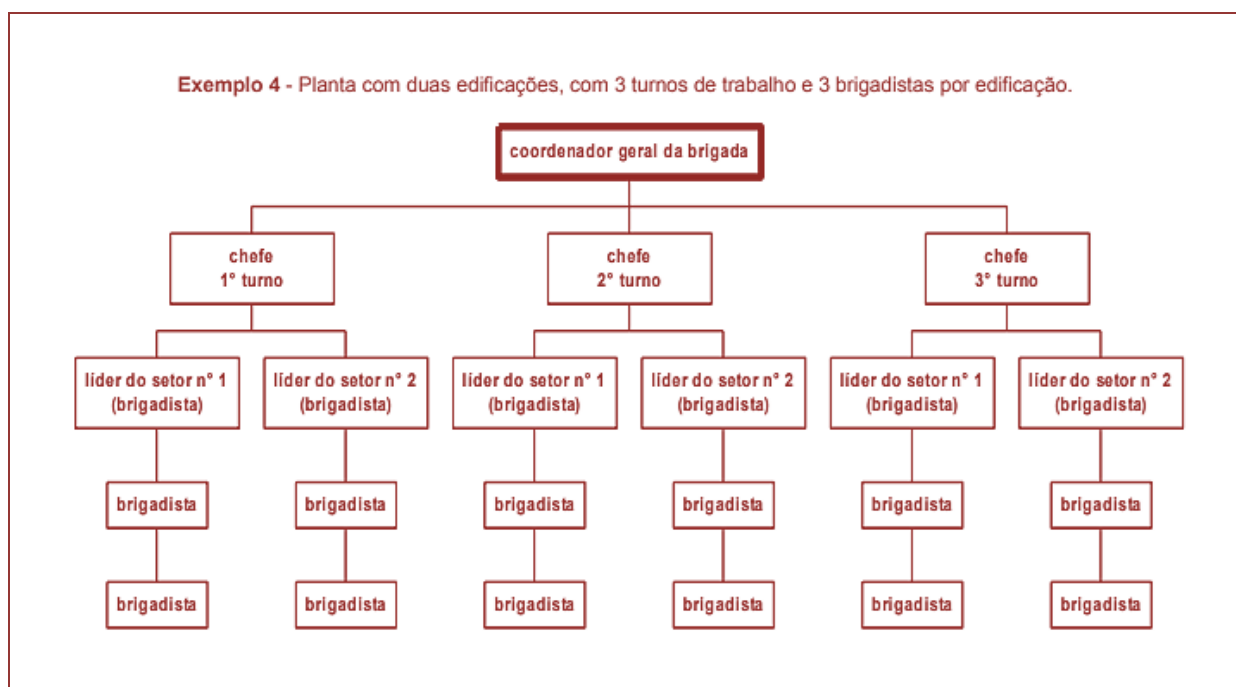 Exemplo 4 - Planta com duas edificações, com 3 turnos de trabalho e 3 brigadistas por edificação.
coordenador geral da brigada
chefe
1° turno
chefe
2° turno
chefe
3° turno
líder do setor n° 1
(brigadista)
líder do setor n° 2
(brigadista)
líder do setor n° 1
(brigadista)
líder do setor n° 2
(brigadista)
líder do setor n° 1
(brigadista)
líder do setor n° 2
(brigadista)
brigadista
brigadista
brigadista
brigadista
brigadista
brigadista
brigadista
brigadista
brigadista
brigadista
brigadista
brigadista